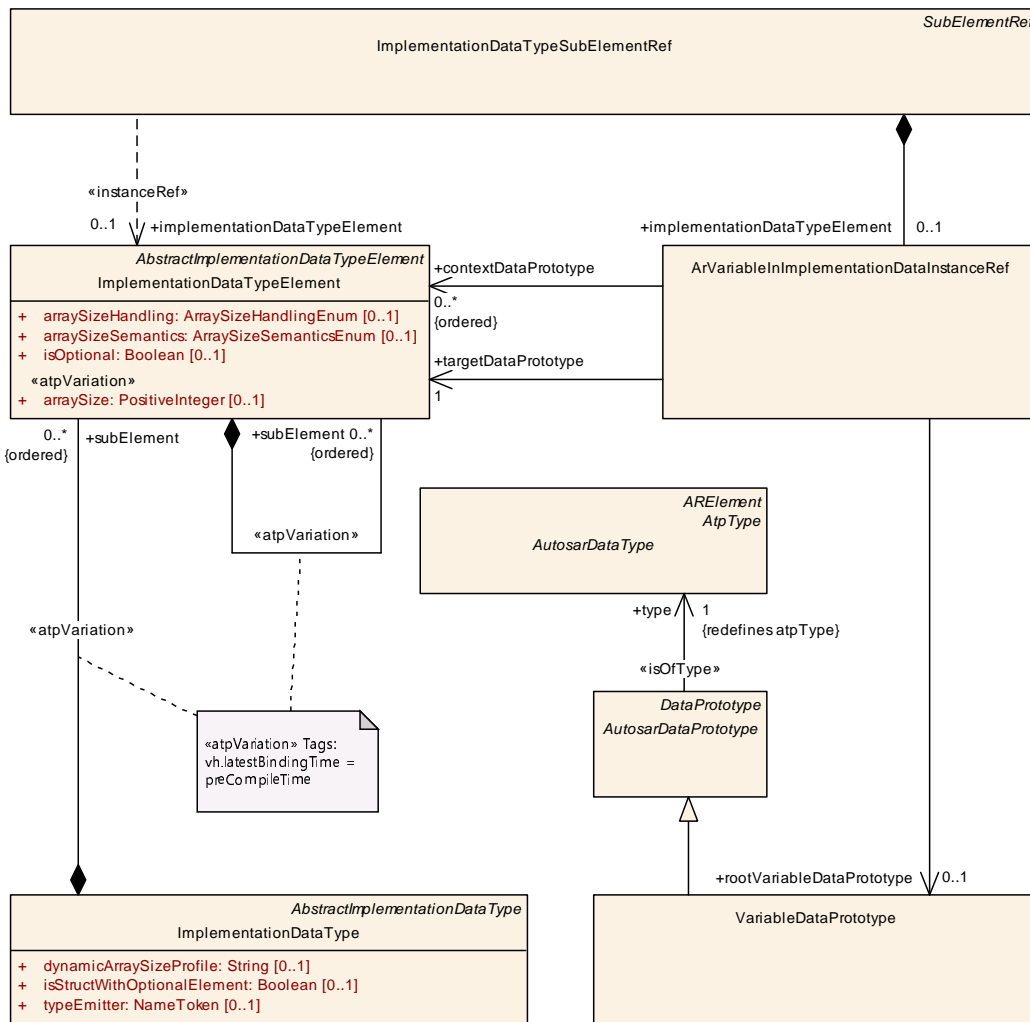 SubElementRef
ImplementationDataTypeSubElementRef
«instanceRef»
0..1
+implementationDataTypeElement
+implementationDataTypeElement
0..1
AbstractImplementationDataTypeElement
ImplementationDataTypeElement
+ arraySizeHandling: ArraySizeHandlingEnum [0..1]
+ arraySizeSemantics: ArraySizeSemanticsEnum [0..1]
+ isOptional: Boolean [0..1]
«atpVariation»
+ arraySize: PositiveInteger [0..1]
+contextDataPrototype
0..*
{ordered}
+targetDataPrototype
1
ArVariableInImplementationDataInstanceRef
0..*
{ordered}
+subElement
+subElement 0..*
{ordered}
«atpVariation»
ARElement
AtpType
AutosarDataType
+type
1
{redefines atpType}
«isOfType»
«atpVariation»
DataPrototype
AutosarDataPrototype
«atpVariation» Tags:
vh.latestBindingTime =
preCompileTime
+rootVariableDataPrototype
0..1
AbstractImplementationDataType
ImplementationDataType
+ dynamicArraySizeProfile: String [0..1]
+ isStructWithOptionalElement: Boolean [0..1]
+ typeEmitter: NameToken [0..1]
VariableDataPrototype